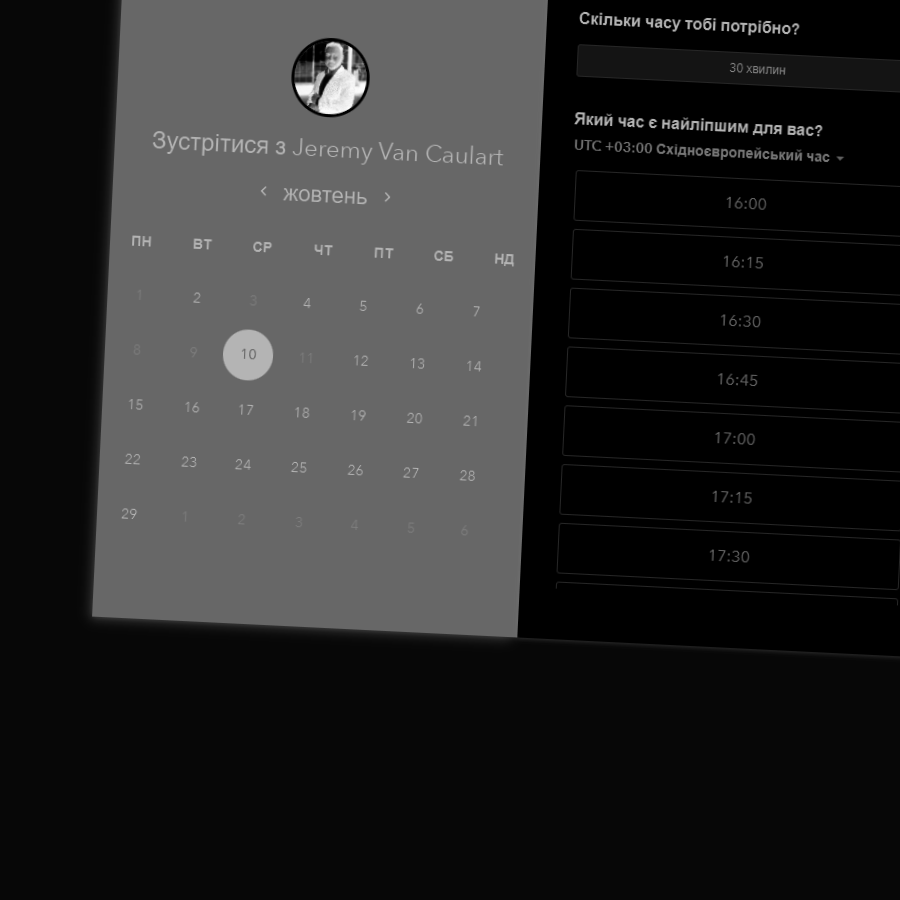 Зустрітися з Jeremy Van Caulart
жовтень
ПН ВТ СР ЧТ ПТ СБ НД
1 2 3 4 5 6 7
8 9 10 11 12 13 14
15 16 17 18 19 20 21
22 23 24 25 26 27 28
29 1 2 3 4 5 6
Скільки часу тобі потрібно?
30 хвилин
Який час є найліпшим для вас?
UTC +03:00 Східноєвропейський час
16:00
16:15
16:30
16:45
17:00
17:15
17:30